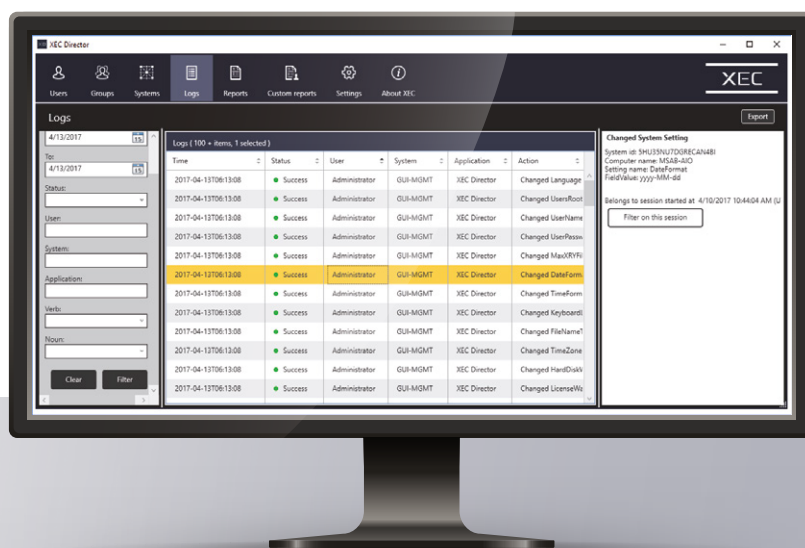 XEC Director
Users
Groups
Systems
Logs
Reports
Custom reports
Settings
About XEC
XEC
Logs
Export
4/13/2017
15
To:
4/13/2017
15
Status:
User:
System:
Application:
Verb:
Noun:
Clear
Filter
Logs ( 100 + items, 1 selected )
Time Status User System Application Action
2017-04-13T06:13:08 Success Administrator GUI-MGMT XEC Director Changed Language
2017-04-13T06:13:08 Success Administrator GUI-MGMT XEC Director Changed UsersRoot
2017-04-13T06:13:08 Success Administrator GUI-MGMT XEC Director Changed UserName
2017-04-13T06:13:08 Success Administrator GUI-MGMT XEC Director Changed UserPassw
2017-04-13T06:13:08 Success Administrator GUI-MGMT XEC Director Changed MaxXRYFil
2017-04-13T06:13:08 Success Administrator GUI-MGMT XEC Director Changed DateForm
2017-04-13T06:13:08 Success Administrator GUI-MGMT XEC Director Changed TimeForm
2017-04-13T06:13:08 Success Administrator GUI-MGMT XEC Director Changed Keyboardl
2017-04-13T06:13:08 Success Administrator GUI-MGMT XEC Director Changed FileNameT
2017-04-13T06:13:08 Success Administrator GUI-MGMT XEC Director Changed TimeZone
2017-04-13T06:13:08 Success Administrator GUI-MGMT XEC Director Changed HardDiskW
2017-04-13T06:13:08 Success Administrator GUI-MGMT XEC Director Changed LicenseWa
Changed System Setting
System id: 5HU35NU7DGRECAN4BI
Computer name: MSAB-AIO
Setting name: DateFormat
FieldValue: yyyy-MM-dd
Belongs to session started at 4/10/2017 10:44:04 AM (U
Filter on this session